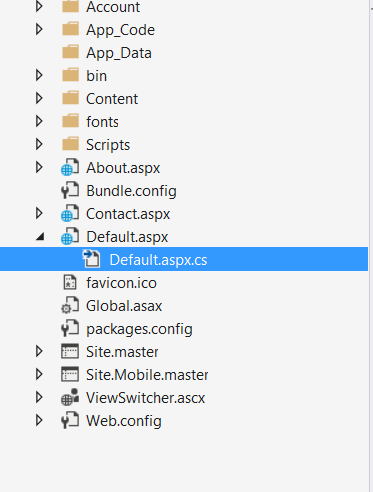 Account
App_Code
App_Data
bin
Content
fonts
Scripts
About.aspx
Bundle.config
Contact.aspx
Default.aspx
Default.aspx.cs
favicon.ico
Global.asax
packages.config
Site.master
Site.Mobile.master
ViewSwitcher.ascx
Web.config